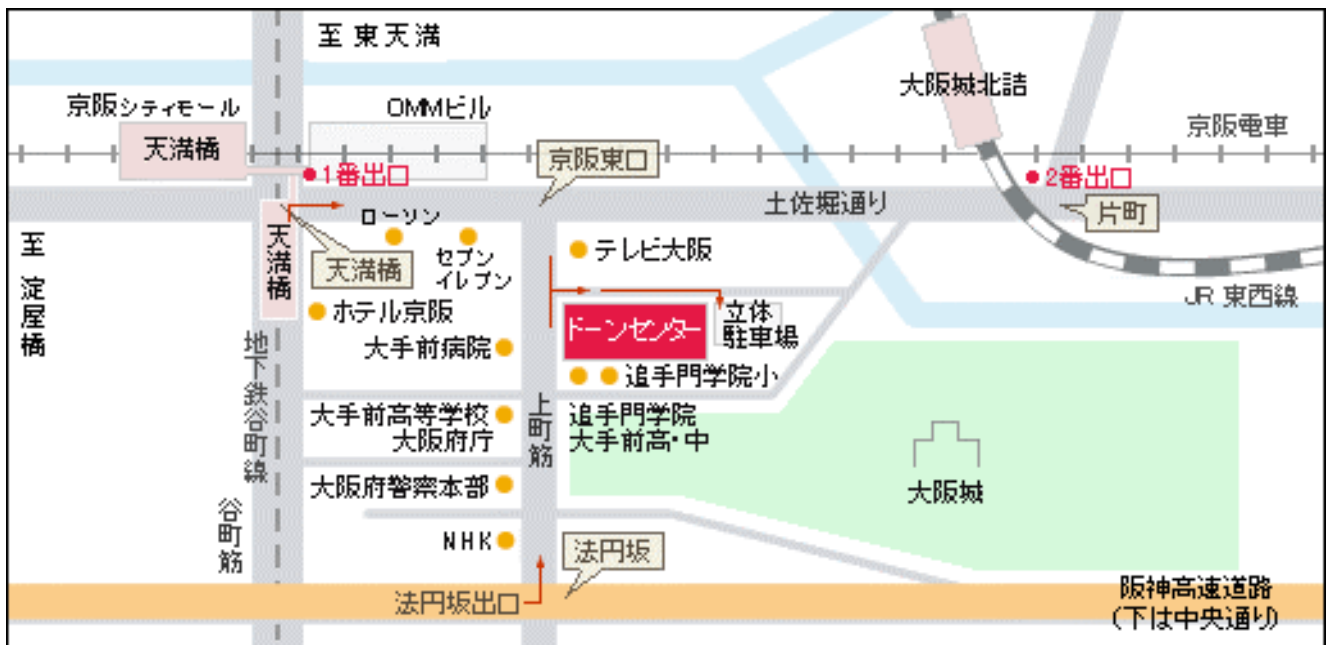 至 東天満
大阪城北詰
京阪シティモール
OMMビル
京阪電車
天満橋
京阪東口
1番出口
2番出口
土佐堀通り
片町
ローソン
至 淀屋橋
天満橋
天満橋
セブン
イレブン
テレビ大阪
JR 東西線
ホテル京阪
ドーンセンター
立体
駐車場
大手前病院
地下鉄谷町線
追手門学院小
大手前高等学校
大阪府庁
上町筋
追手門学院
大手前高・中
大阪府警察本部
大阪城
谷町筋
NHK
法円坂
法円坂出口
阪神高速道路
(下は中央通り)